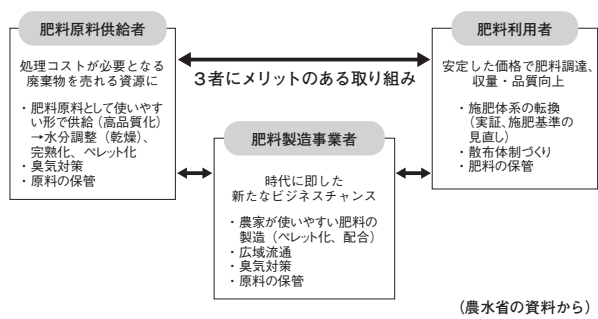 肥料原料供給者
処理コストが必要となる
廃棄物を売れる資源に
・肥料原料として使いやす
い形で供給（高品質化）
→水分調整（乾燥）、
完熟化、ペレット化
・臭気対策
・原料の保管
3者にメリットのある取り組み
肥料利用者
安定した価格で肥料調達、
収量・品質向上
・施肥体系の転換
（実証、施肥基準の
見直し）
・散布体制づくり
・肥料の保管
肥料製造事業者
時代に即した
新たなビジネスチャンス
・農家が使いやすい肥料の
製造（ペレット化、配合）
・広域流通
・臭気対策
・原料の保管
（農水省の資料から）